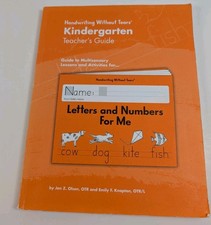 Handwriting Without Tears®
Kindergarten
Teacher's Guide
Guide to Multisensory
Lessons and Activities for...
Handwriting Without Tears®
Name:
Letters and Numbers
For Me
cow dog kite fish
by Jan Z. Olsen, OTR and Emily F. Knapton, OTR/L